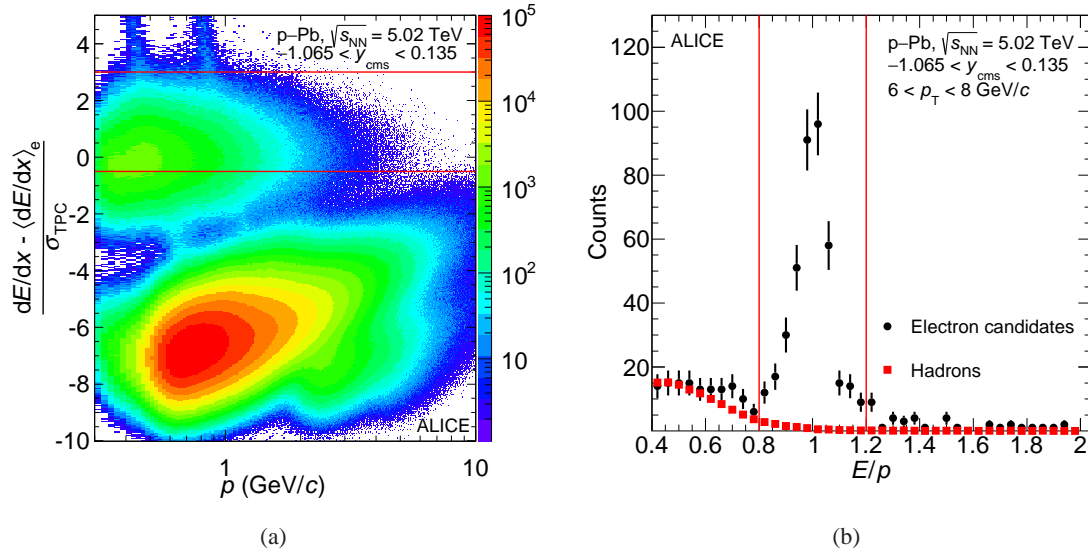 p–Pb, √s_NN = 5.02 TeV
−1.065 < y_cms < 0.135
4
2
0
-2
-4
-6
-8
-10
dE/dx - ⟨dE/dx⟩_e
σ_TPC
1
10
p (GeV/c)
ALICE
10^5
10^4
10^3
10^2
10
(a)
ALICE
p–Pb, √s_NN = 5.02 TeV
−1.065 < y_cms < 0.135
6 < p_T < 8 GeV/c
120
100
80
60
40
20
Counts
Electron candidates
Hadrons
0.4 0.6 0.8 1 1.2 1.4 1.6 1.8 2
E/p
(b)